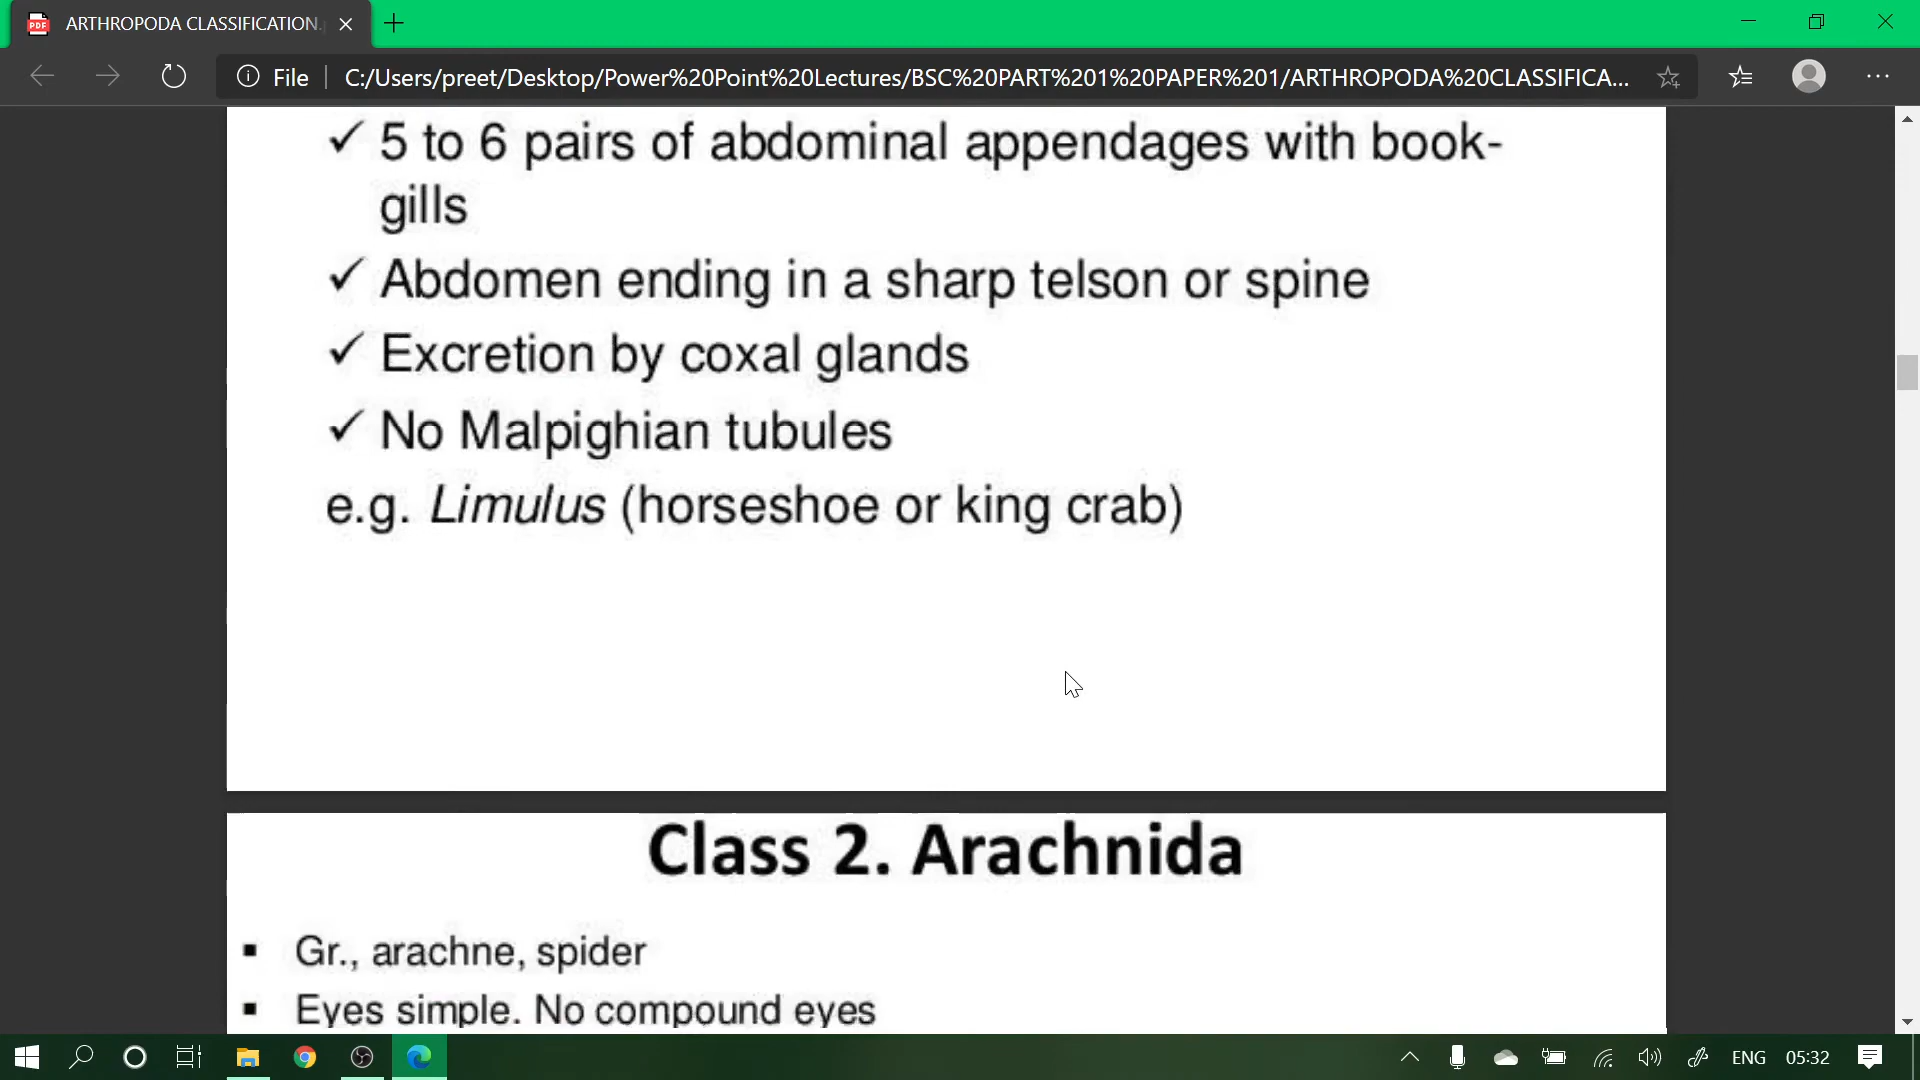 ARTHROPODA CLASSIFICATION.
File
C:/Users/preet/Desktop/Power%20Point%20Lectures/BSC%20PART%201%20PAPER%201/ARTHROPODA%20CLASSIFICA...
✓ 5 to 6 pairs of abdominal appendages with book-
gills
✓ Abdomen ending in a sharp telson or spine
✓ Excretion by coxal glands
✓ No Malpighian tubules
e.g. Limulus (horseshoe or king crab)
Class 2. Arachnida
▪ Gr., arachne, spider
▪ Eyes simple. No compound eyes
ENG 05:32